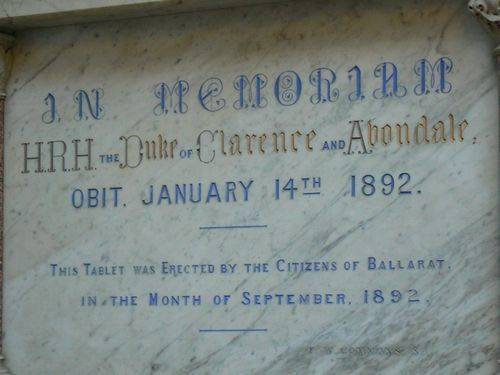 IN MEMORIAM
H.R.H. THE Duke OF Clarence AND Avondale,
OBIT. JANUARY 14TH 1892.
THIS TABLET WAS ERECTED BY THE CITIZENS OF BALLARAT,
IN THE MONTH OF SEPTEMBER, 1892.